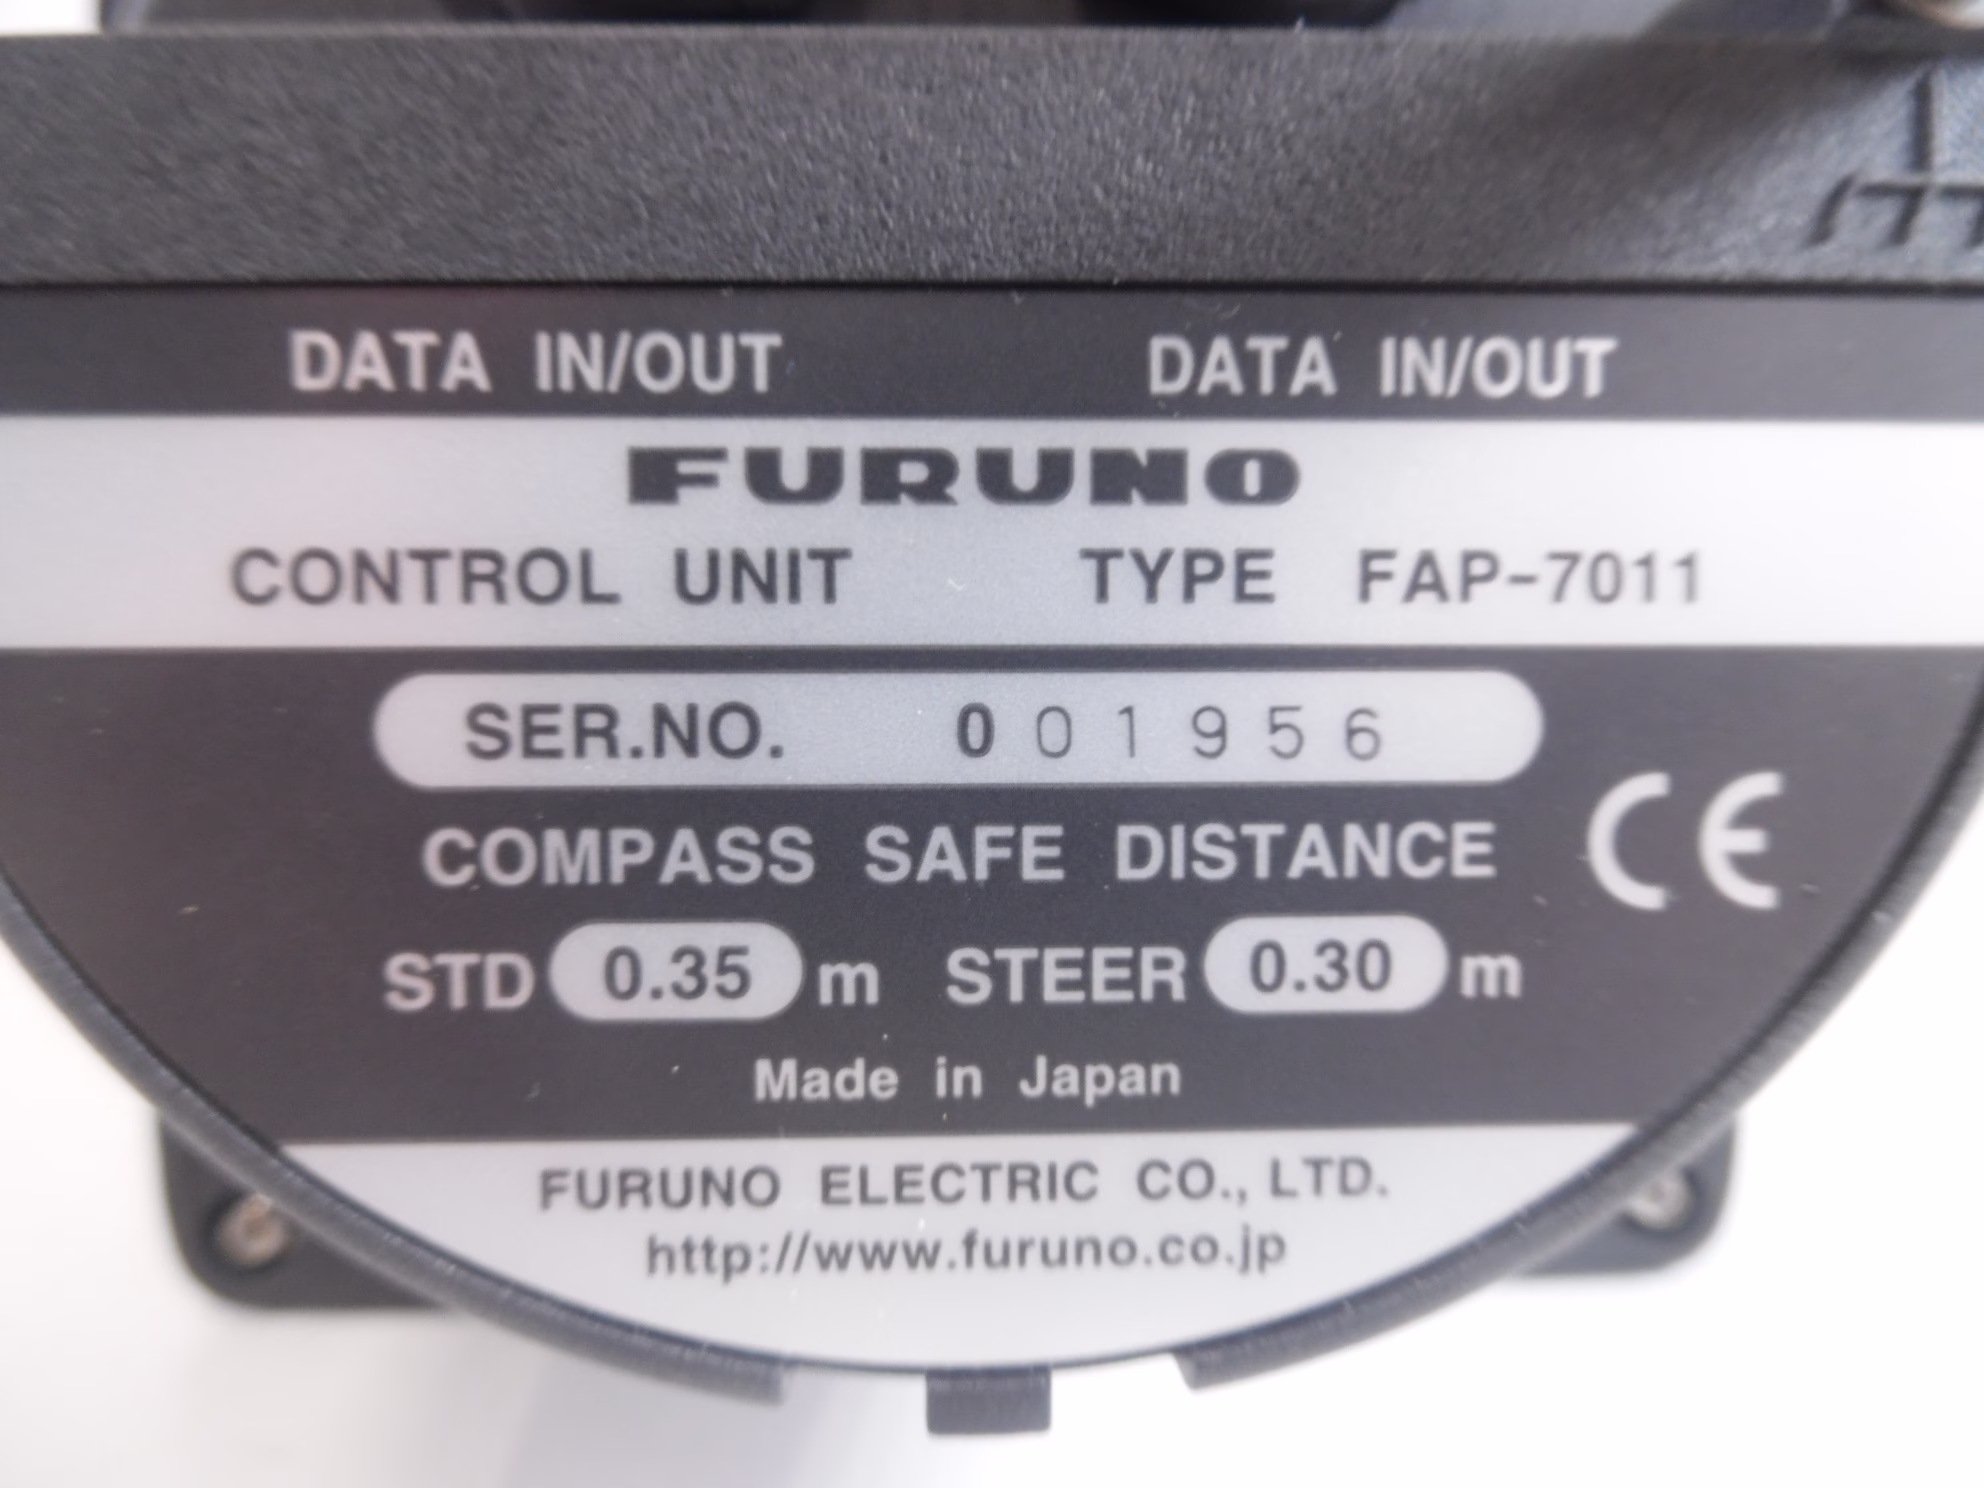 DATA IN/OUT DATA IN/OUT
FURUNO
CONTROL UNIT TYPE FAP-7011
SER.NO. 001956
COMPASS SAFE DISTANCE CE
STD 0.35 m STEER 0.30 m
Made in Japan
FURUNO ELECTRIC CO., LTD.
http://www.furuno.co.jp